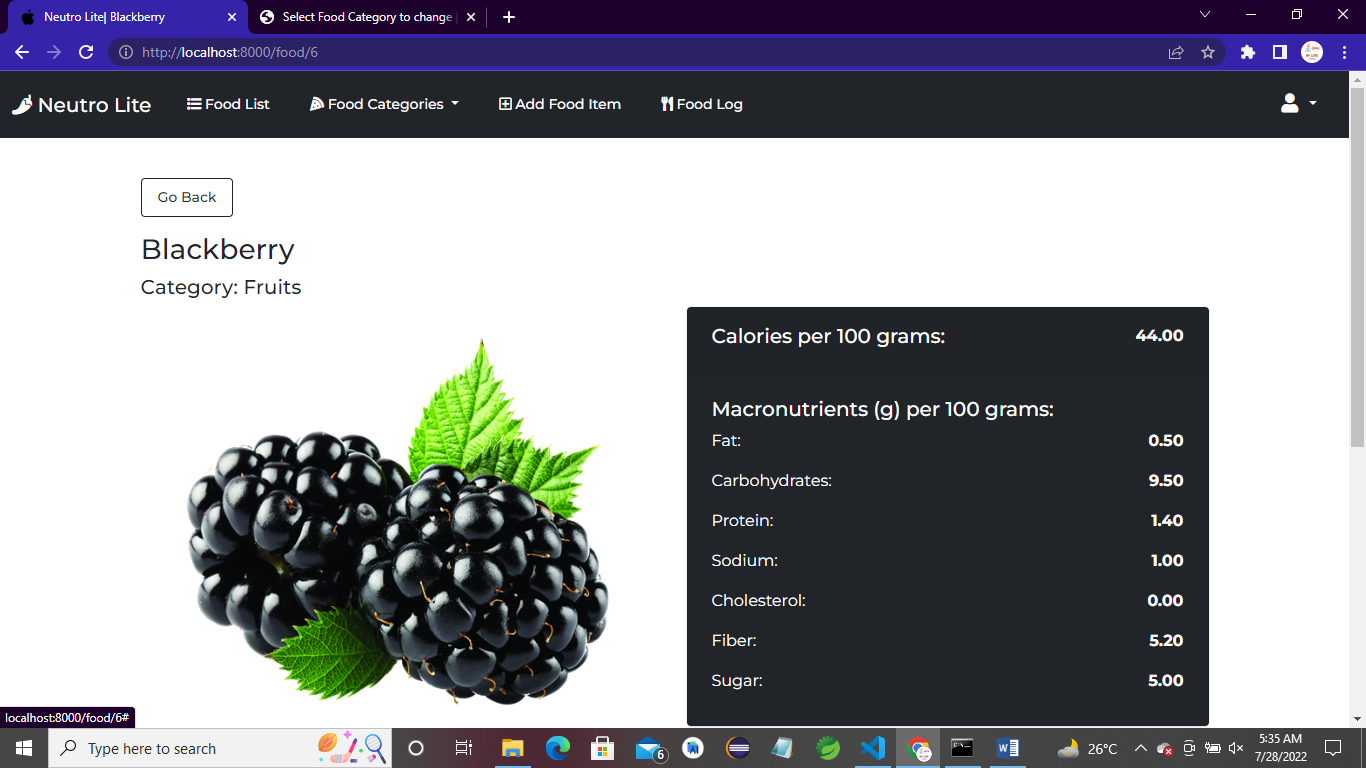 Neutro Lite| Blackberry
Select Food Category to change
http://localhost:8000/food/6
Neutro Lite
Food List
Food Categories
Add Food Item
Food Log
Go Back
Blackberry
Category: Fruits
Calories per 100 grams: 44.00
Macronutrients (g) per 100 grams:
Fat: 0.50
Carbohydrates: 9.50
Protein: 1.40
Sodium: 1.00
Cholesterol: 0.00
Fiber: 5.20
Sugar: 5.00
localhost:8000/food/6#
Type here to search
6
26°C
5:35 AM
7/28/2022